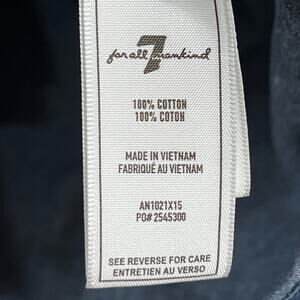 7
for all mankind
100% COTTON
100% COTON
MADE IN VIETNAM
FABRIQUÉ AU VIETNAM
AN1021X15
PO# 2545300
SEE REVERSE FOR CARE
ENTRETIEN AU VERSO